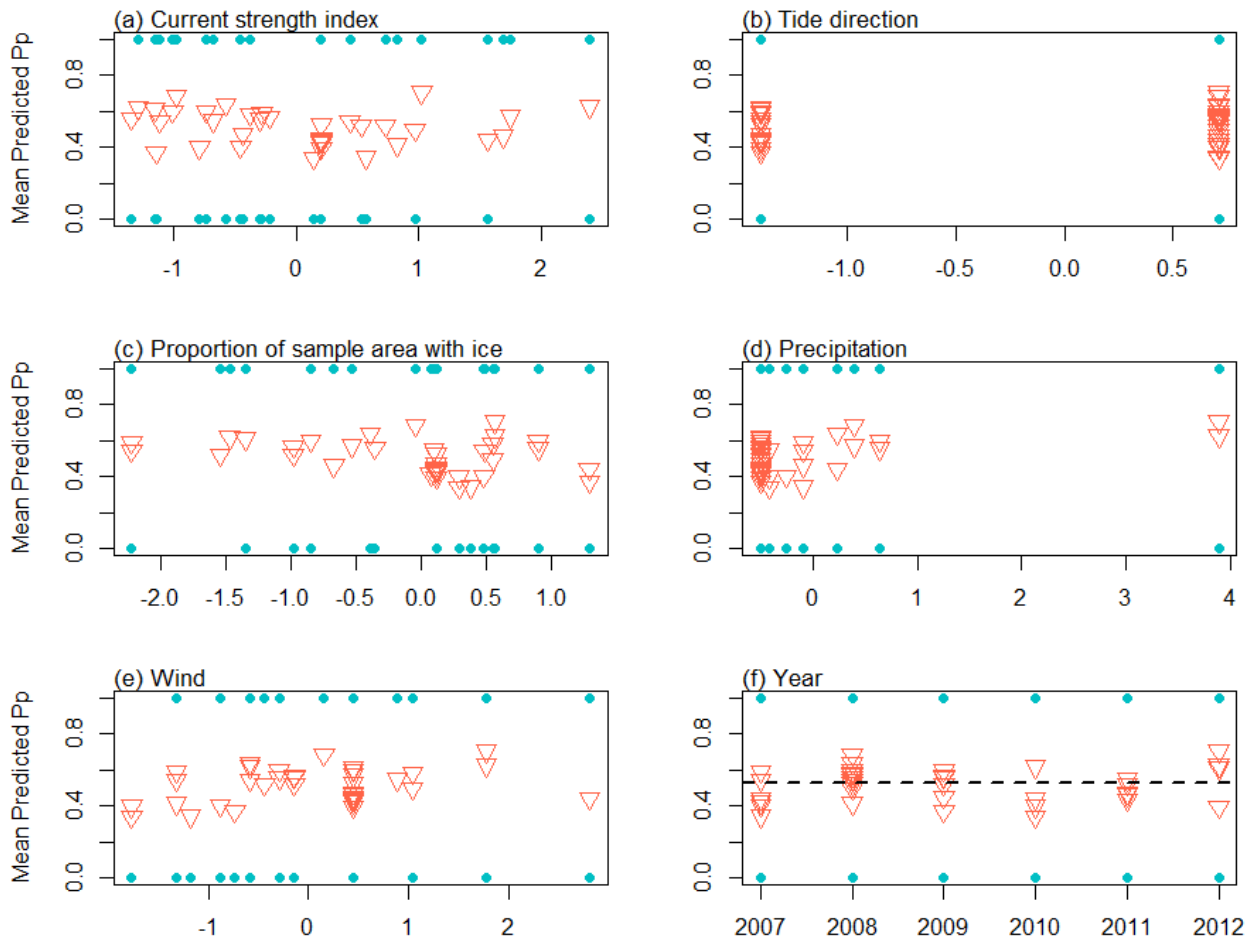 (a) Current strength index
(b) Tide direction
Mean Predicted Pp
0.0 0.4 0.8
0.0 0.4 0.8
-1 0 1 2
-1.0 -0.5 0.0 0.5
(c) Proportion of sample area with ice
(d) Precipitation
Mean Predicted Pp
0.0 0.4 0.8
0.0 0.4 0.8
-2.0 -1.5 -1.0 -0.5 0.0 0.5 1.0
0 1 2 3 4
(e) Wind
(f) Year
Mean Predicted Pp
0.0 0.4 0.8
0.0 0.4 0.8
-1 0 1 2
2007 2008 2009 2010 2011 2012